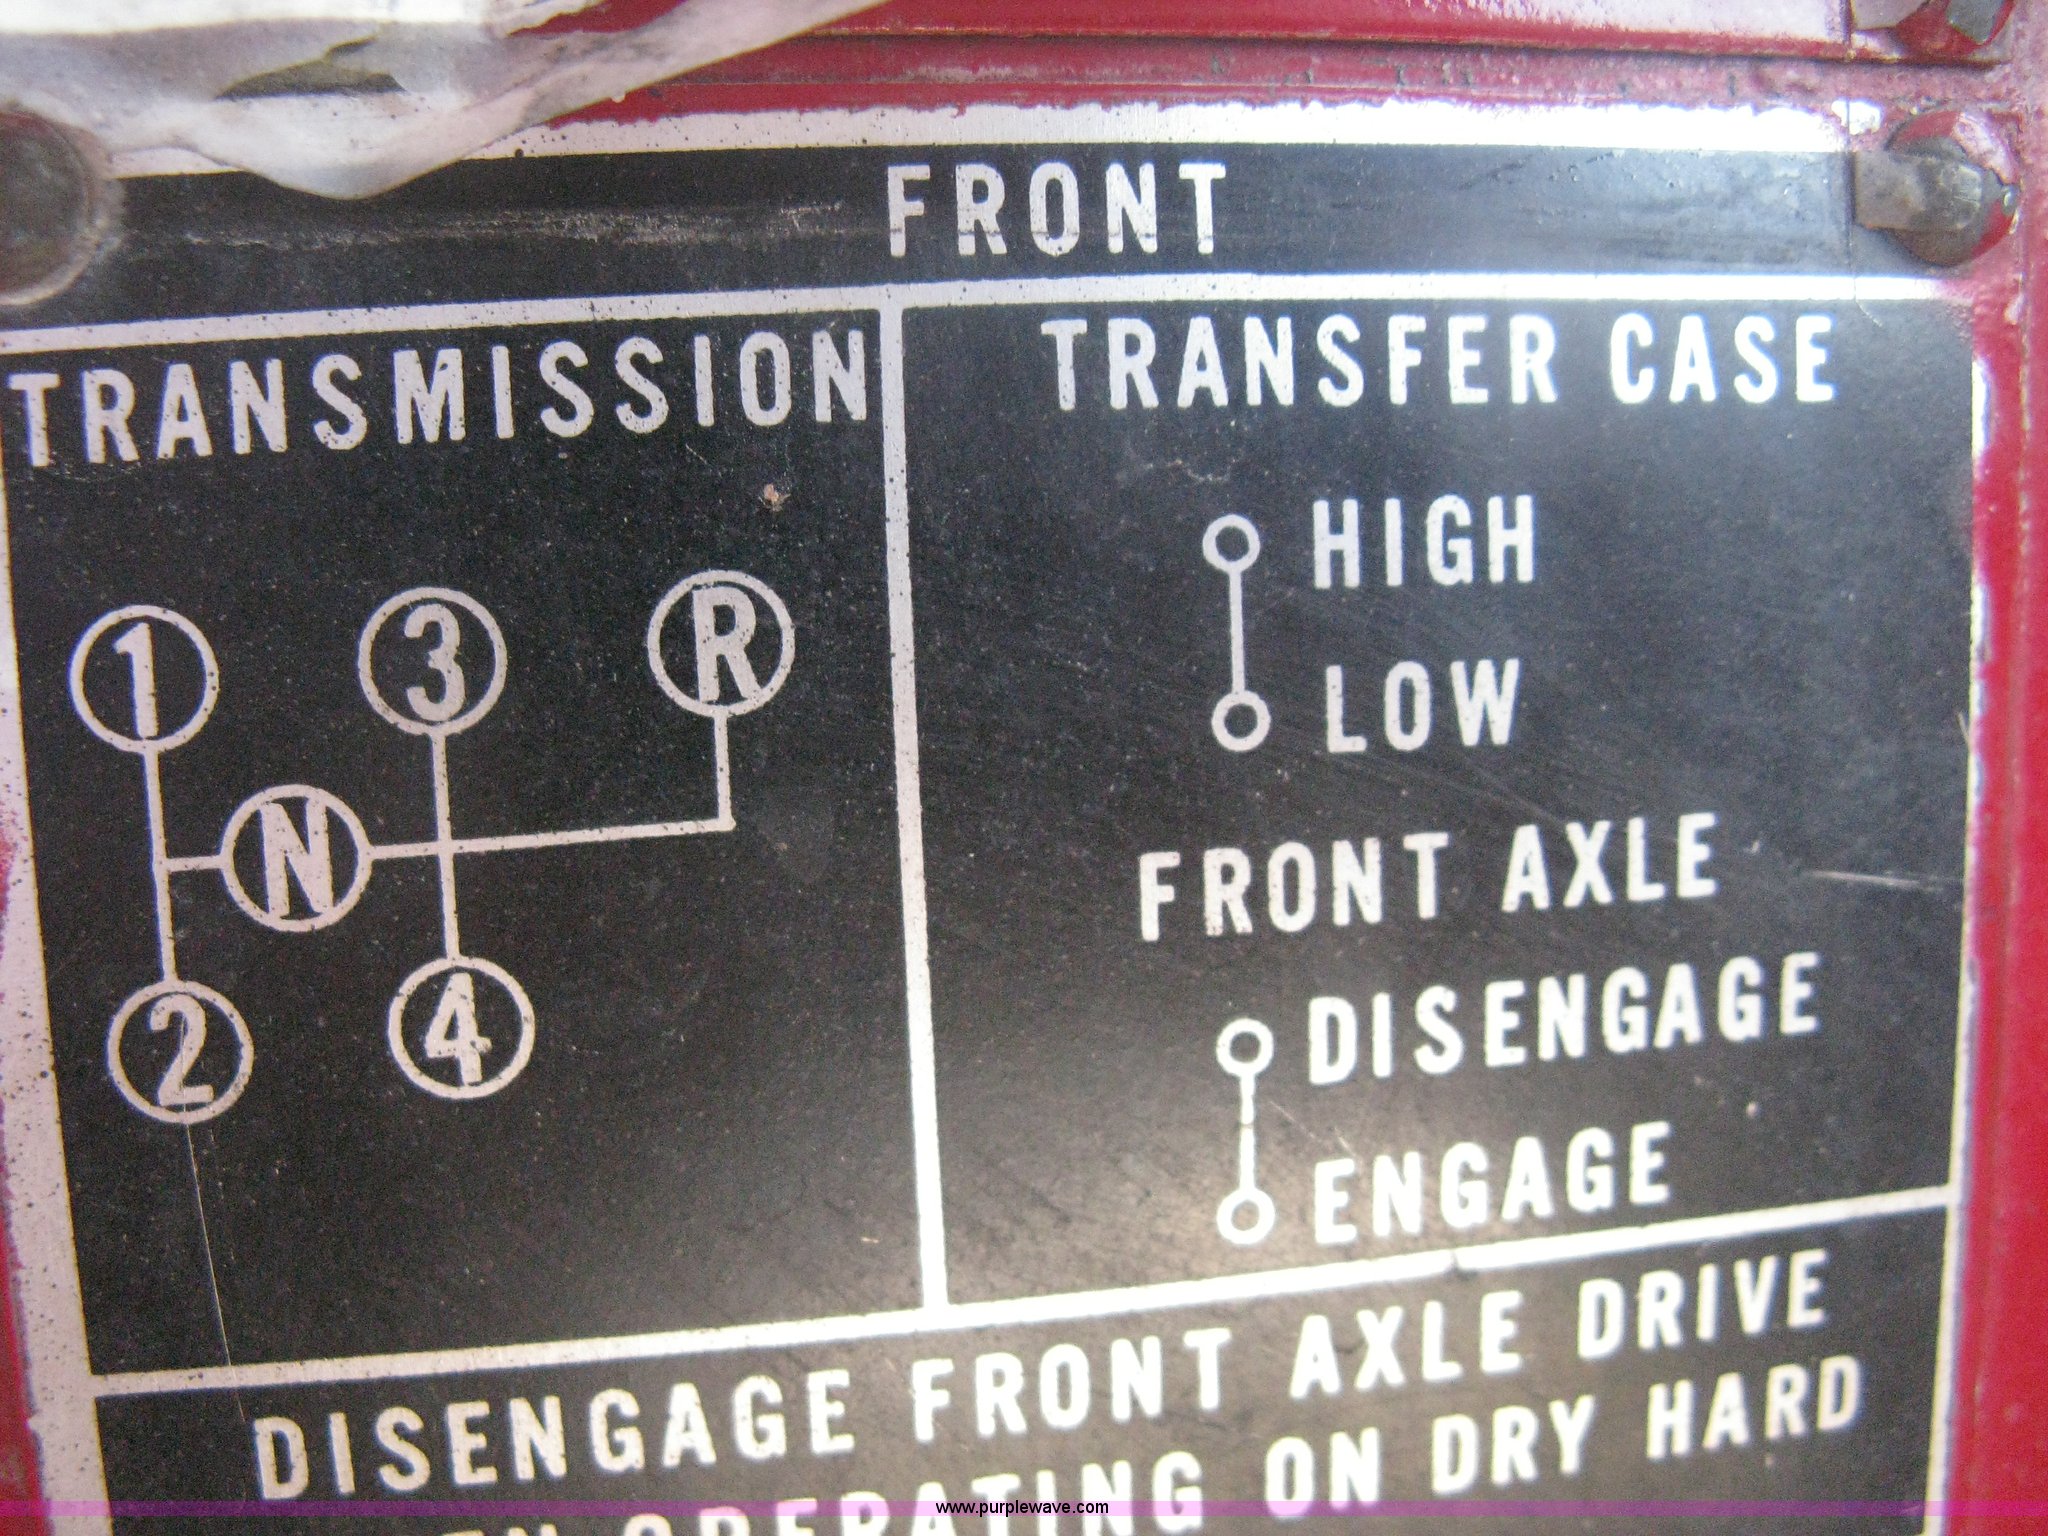 FRONT
TRANSMISSION
1 3 R
N
2 4
TRANSFER CASE
HIGH
LOW
FRONT AXLE
DISENGAGE
ENGAGE
DISENGAGE FRONT AXLE DRIVE
OPERATING ON DRY HARD
www.purplewave.com